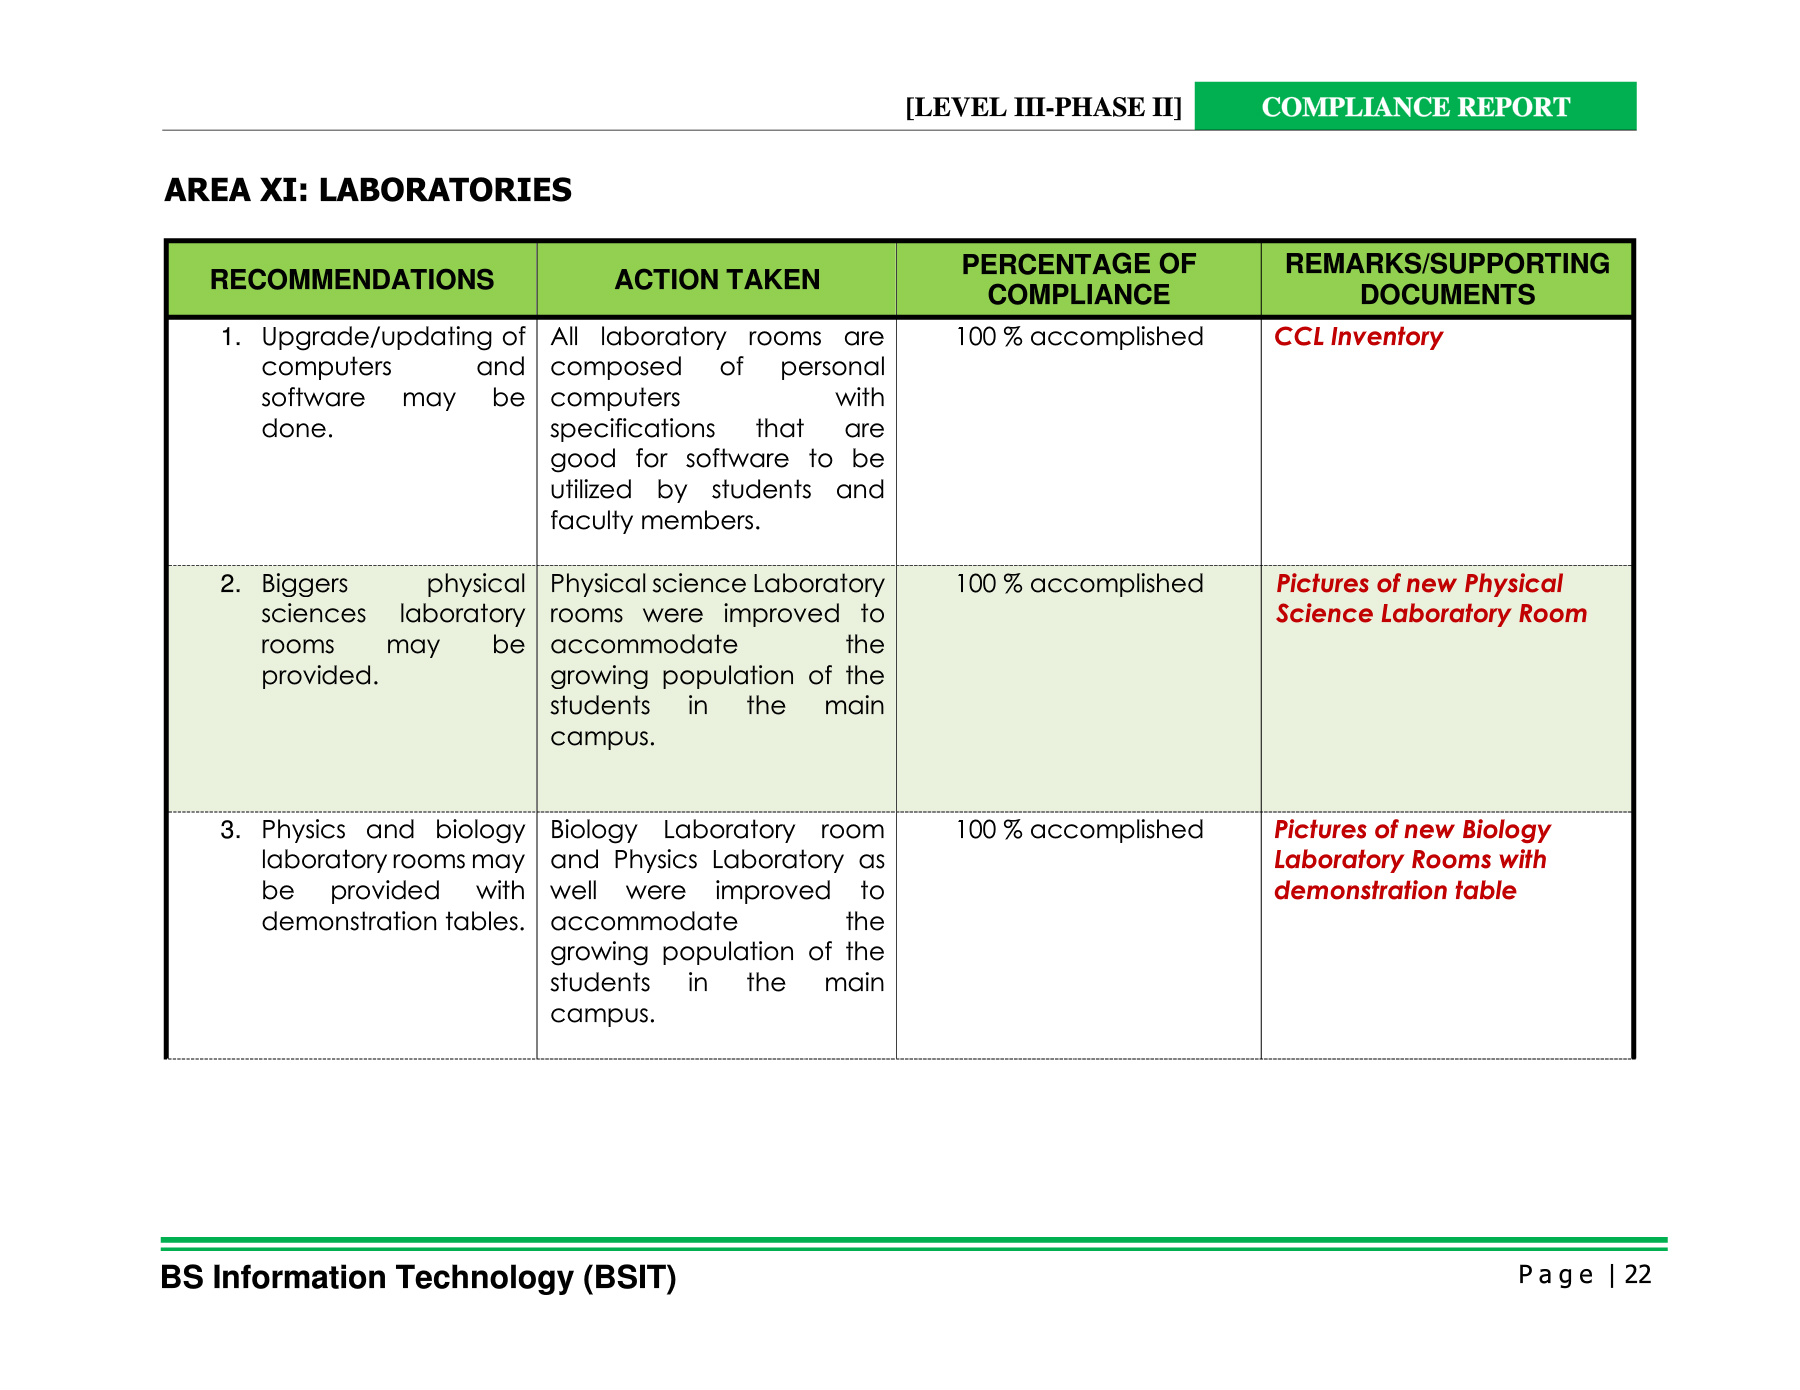 [LEVEL III-PHASE II] COMPLIANCE REPORT
AREA XI: LABORATORIES
RECOMMENDATIONS
ACTION TAKEN
PERCENTAGE OF
COMPLIANCE
REMARKS/SUPPORTING
DOCUMENTS
1. Upgrade/updating of
computers and
software may be
done.
All laboratory rooms are
composed of personal
computers with
specifications that are
good for software to be
utilized by students and
faculty members.
100 % accomplished
CCL Inventory
2. Biggers physical
sciences laboratory
rooms may be
provided.
Physical science Laboratory
rooms were improved to
accommodate the
growing population of the
students in the main
campus.
100 % accomplished
Pictures of new Physical
Science Laboratory Room
3. Physics and biology
laboratory rooms may
be provided with
demonstration tables.
Biology Laboratory room
and Physics Laboratory as
well were improved to
accommodate the
growing population of the
students in the main
campus.
100 % accomplished
Pictures of new Biology
Laboratory Rooms with
demonstration table
BS Information Technology (BSIT)
Page | 22